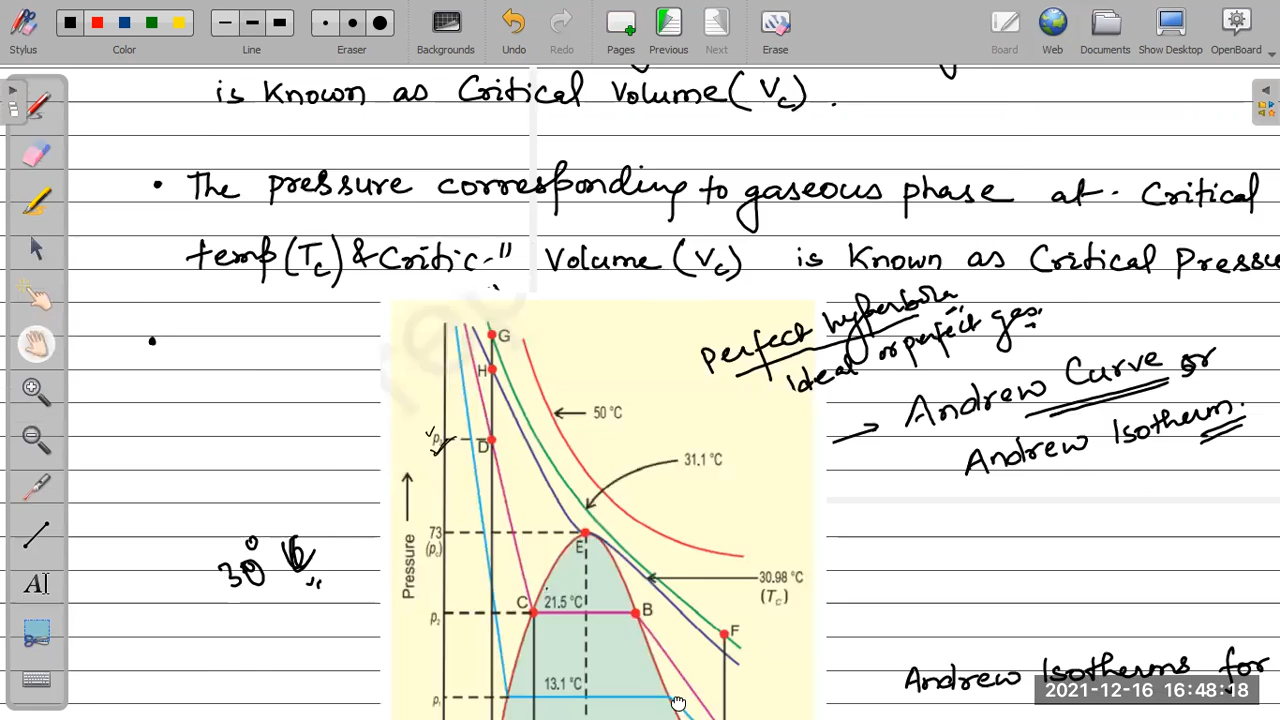 Stylus
Color
Line
Eraser
Backgrounds
Undo
Redo
Pages
Previous
Next
Erase
Board
Web
Documents
Show Desktop
OpenBoard
is Known as Critical Volume (Vc).
• The pressure corresponding to gaseous phase at Critical
temp (Tc) & Critic-" Volume (Vc) is Known as Critical Pressu
•
perfect hyperbola
ideal or perfect gas
→ Andrew Curve or
Andrew Isotherm.
G
H
D
50 °C
31.1 °C
73
(pc)
E
Pressure
30.98 °C
(Tc)
C
21.5 °C
B
p2
F
13.1 °C
p1
30°
Andrew Isotherms for
2021-12-16 16:48:18